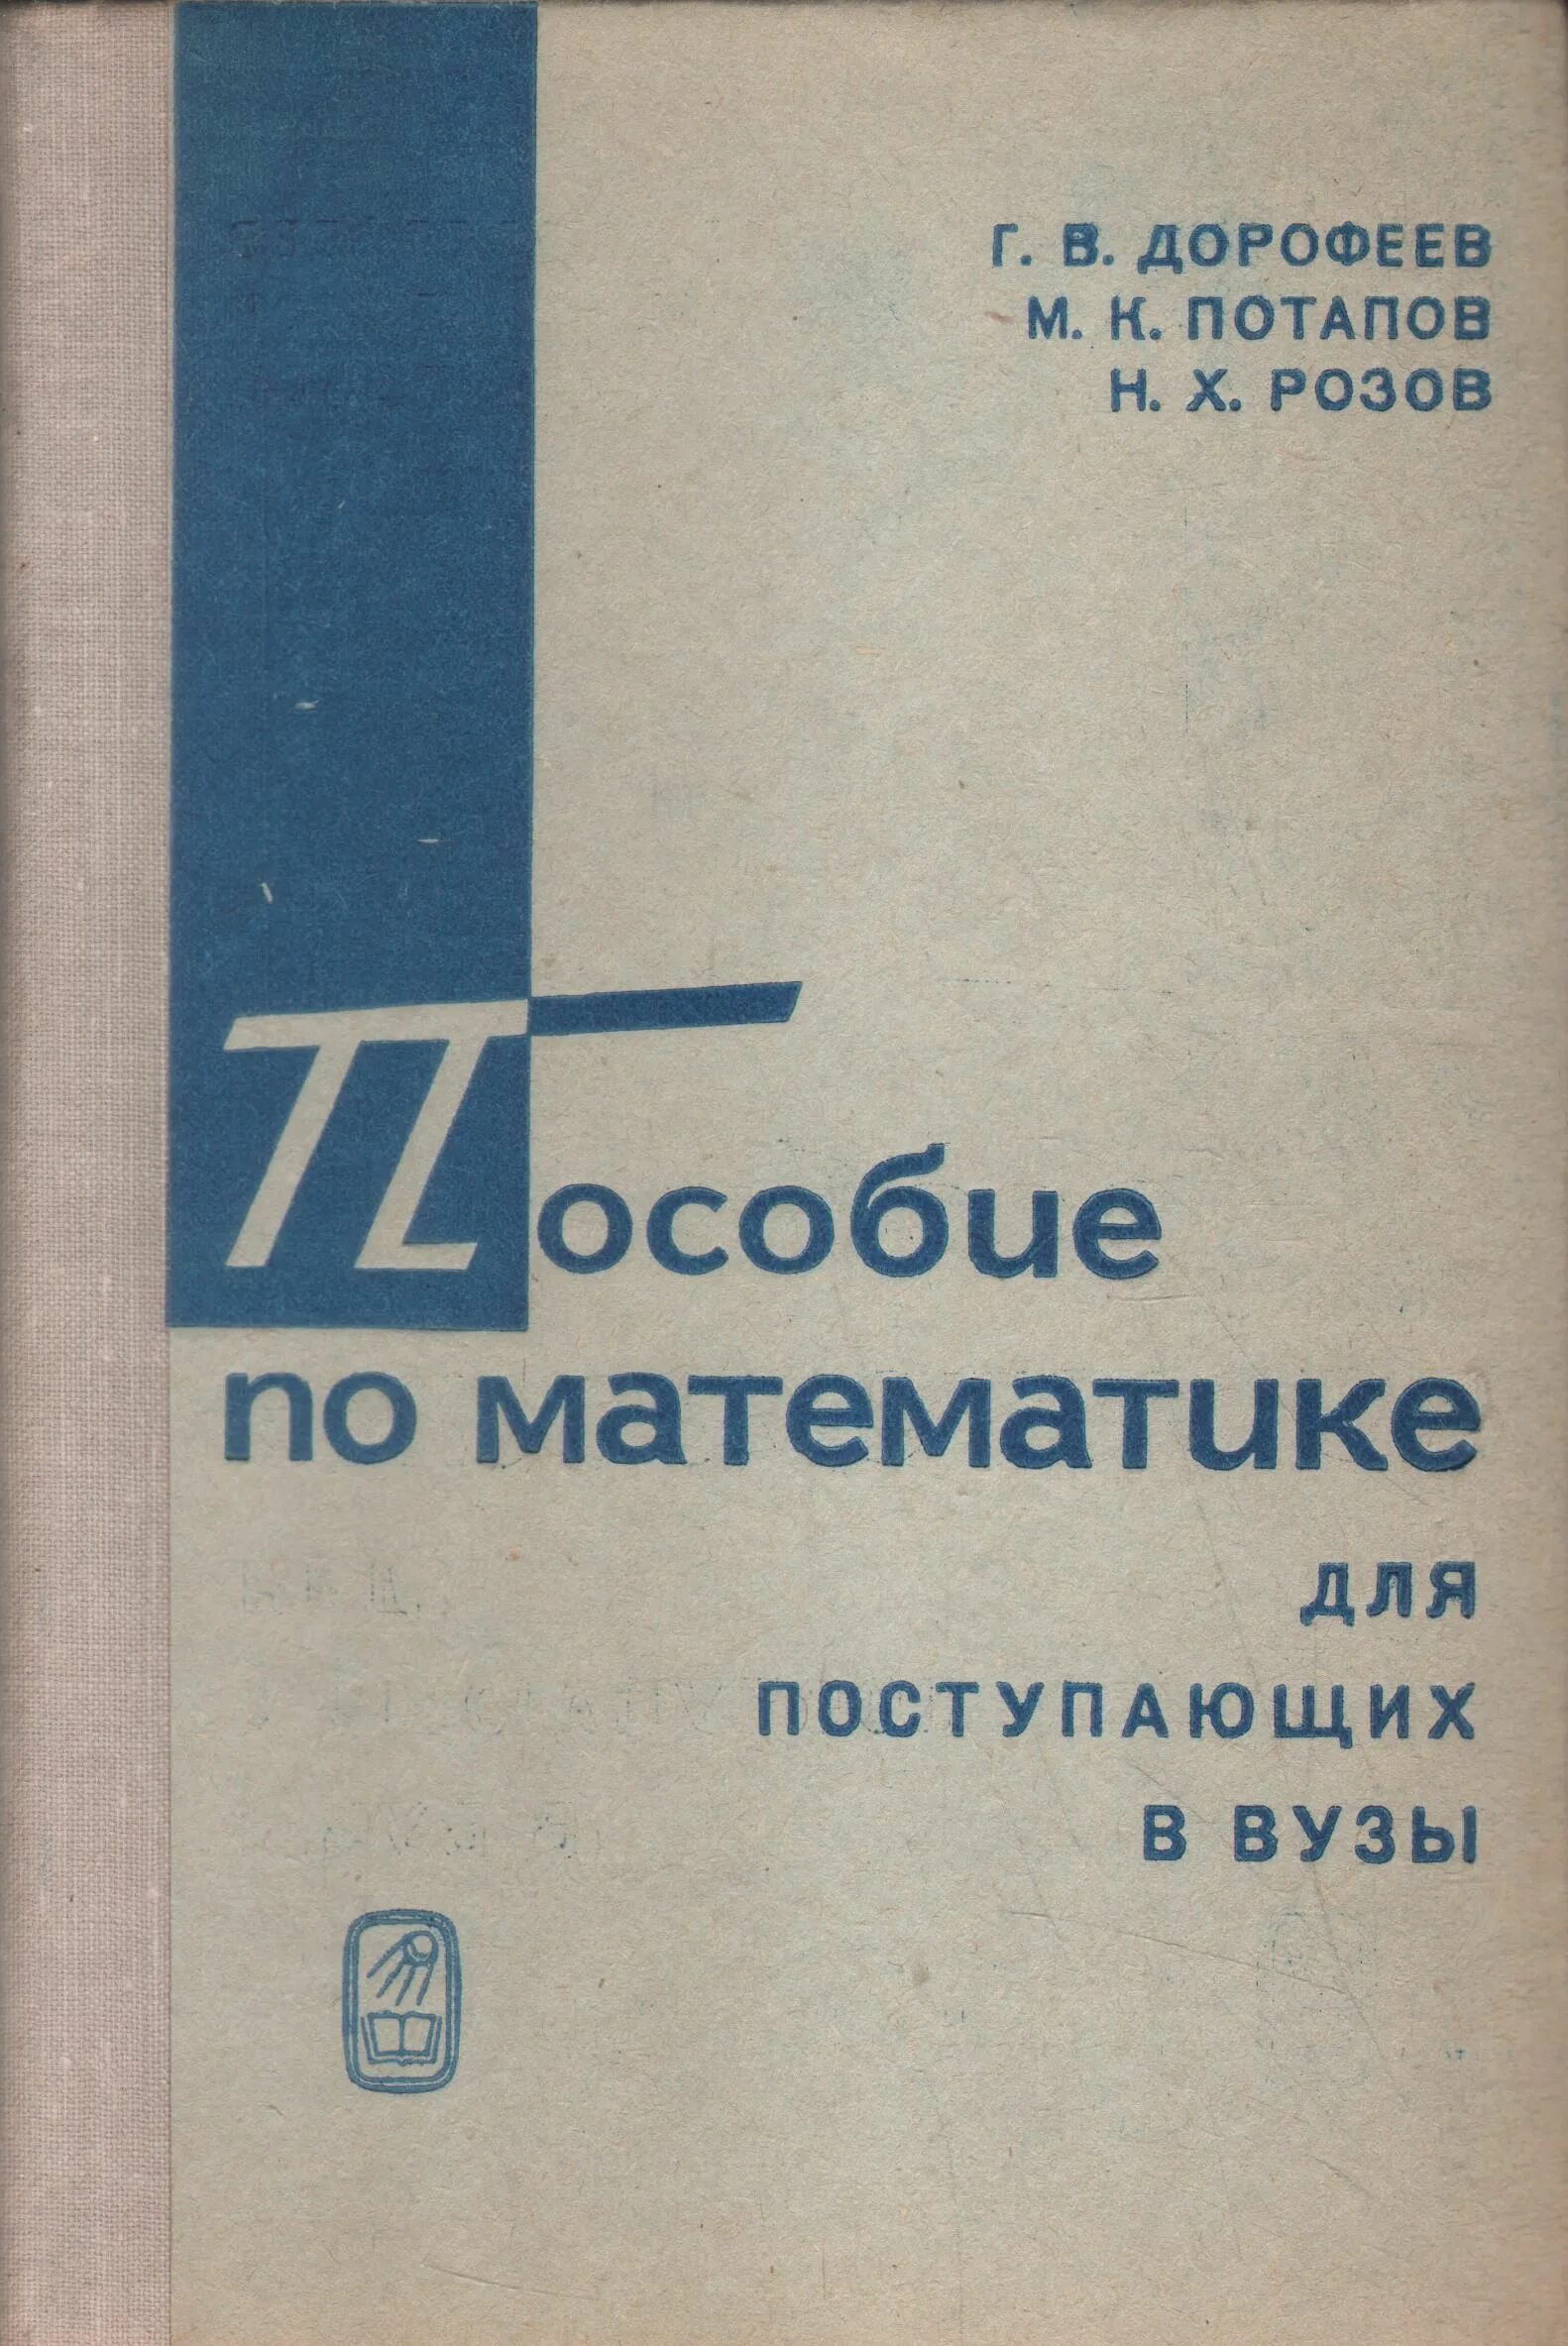 Г. В. ДОРОФЕЕВ
М. К. ПОТАПОВ
Н. Х. РОЗОВ
Пособие
по математике
ДЛЯ
ПОСТУПАЮЩИХ
В ВУЗЫ